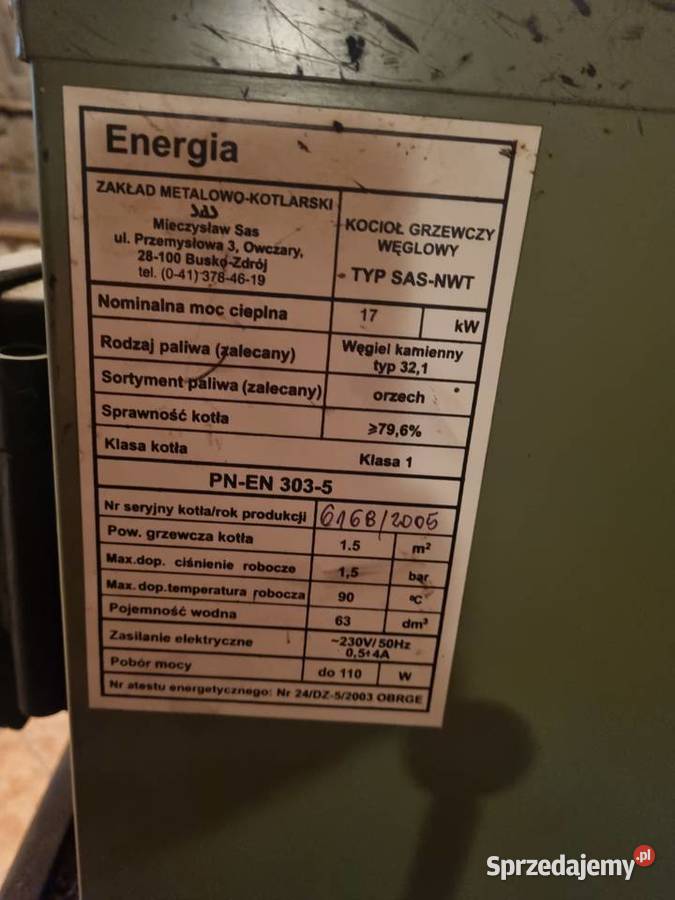 Energia
ZAKŁAD METALOWO-KOTLARSKI
SAS
Mieczysław Sas
ul. Przemysłowa 3, Owczary,
28-100 Busko-Zdrój
tel. (0-41) 378-46-19
KOCIOŁ GRZEWCZY
WĘGLOWY
TYP SAS-NWT
Nominalna moc cieplna 17 kW
Rodzaj paliwa (zalecany) Węgiel kamienny
typ 32,1
Sortyment paliwa (zalecany) orzech
Sprawność kotła ⩾79,6%
Klasa kotła Klasa 1
PN-EN 303-5
Nr seryjny kotła/rok produkcji 6168/2005
Pow. grzewcza kotła 1.5 m²
Max.dop. ciśnienie robocze 1,5 bar
Max.dop.temperatura robocza 90 ºC
Pojemność wodna 63 dm³
Zasilanie elektryczne ~230V/50Hz
0,5÷4A
Pobór mocy do 110 W
Nr atestu energetycznego: Nr 24/DZ-5/2003 OBRGE
Sprzedajemy.pl